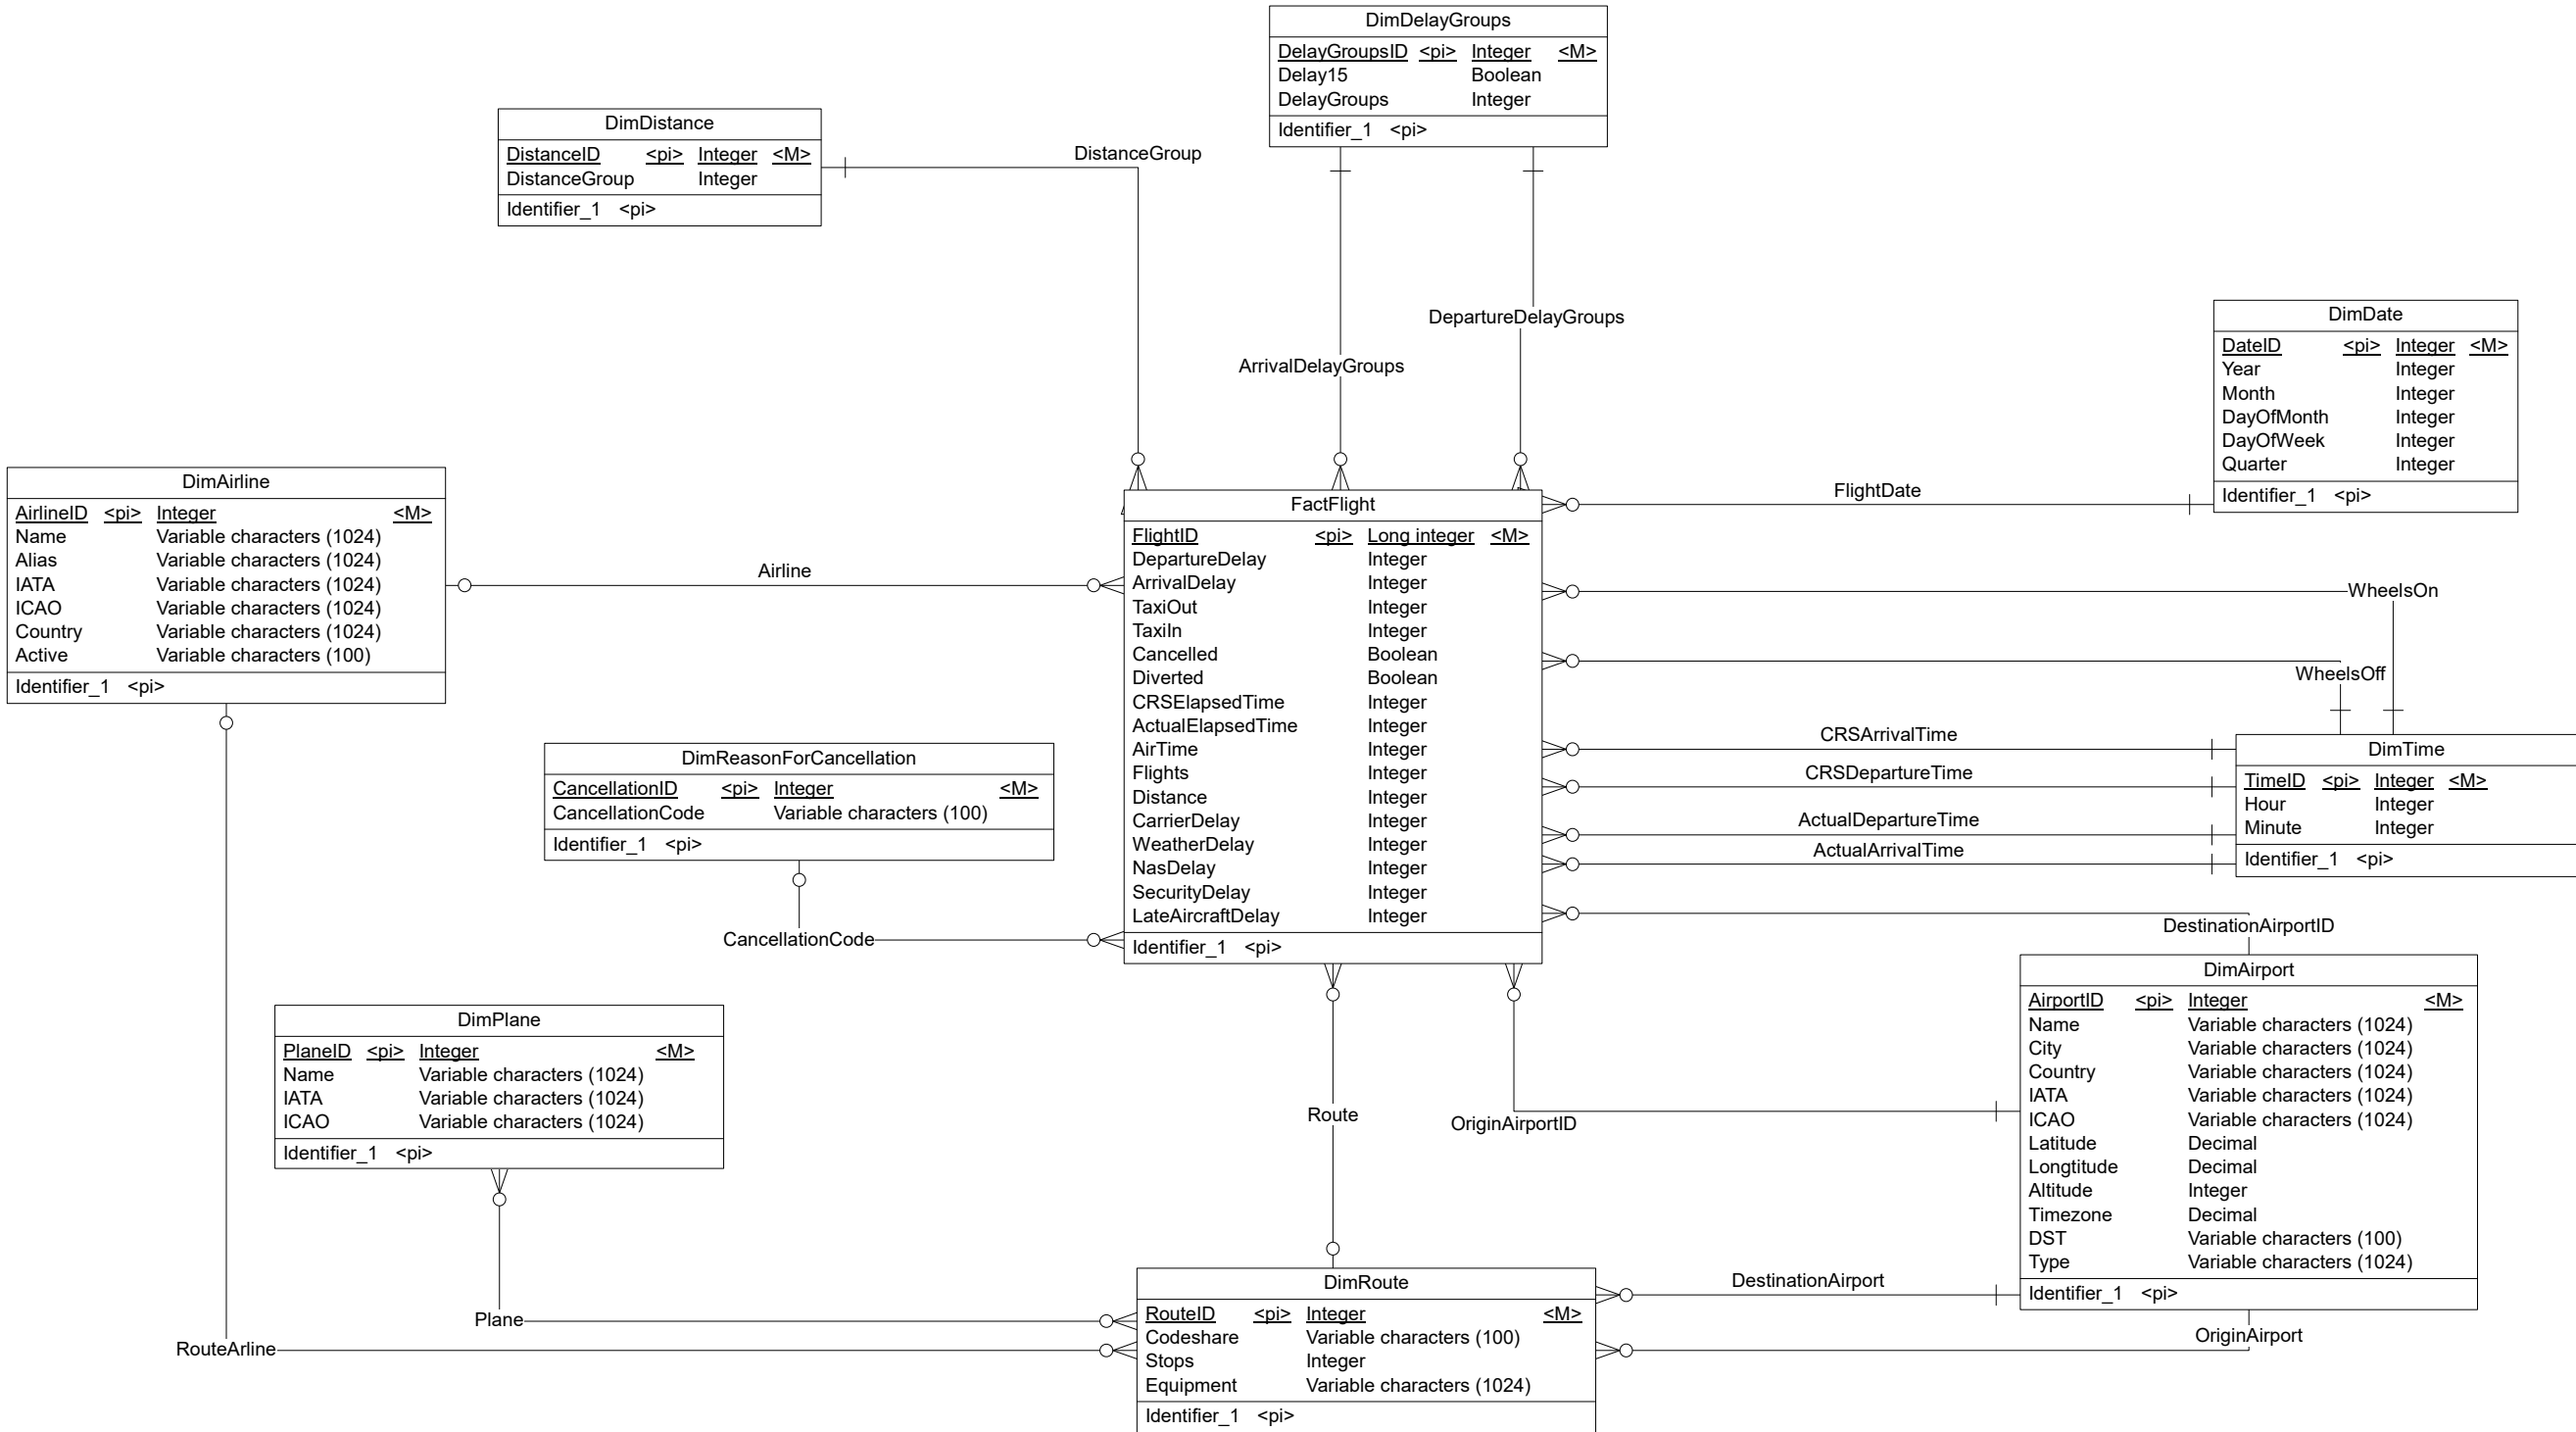 DimDelayGroups
DelayGroupsID <pi> Integer <M>
Delay15 Boolean
DelayGroups Integer
Identifier_1 <pi>
DimDistance
DistanceID <pi> Integer <M>
DistanceGroup Integer
Identifier_1 <pi>
DistanceGroup
DepartureDelayGroups
ArrivalDelayGroups
DimDate
DateID <pi> Integer <M>
Year Integer
Month Integer
DayOfMonth Integer
DayOfWeek Integer
Quarter Integer
Identifier_1 <pi>
FlightDate
DimAirline
AirlineID <pi> Integer <M>
Name Variable characters (1024)
Alias Variable characters (1024)
IATA Variable characters (1024)
ICAO Variable characters (1024)
Country Variable characters (1024)
Active Variable characters (100)
Identifier_1 <pi>
Airline
FactFlight
FlightID <pi> Long integer <M>
DepartureDelay Integer
ArrivalDelay Integer
TaxiOut Integer
TaxiIn Integer
Cancelled Boolean
Diverted Boolean
CRSElapsedTime Integer
ActualElapsedTime Integer
AirTime Integer
Flights Integer
Distance Integer
CarrierDelay Integer
WeatherDelay Integer
NasDelay Integer
SecurityDelay Integer
LateAircraftDelay Integer
Identifier_1 <pi>
WheelsOn
WheelsOff
CRSArrivalTime
CRSDepartureTime
ActualDepartureTime
ActualArrivalTime
DimTime
TimeID <pi> Integer <M>
Hour Integer
Minute Integer
Identifier_1 <pi>
DimReasonForCancellation
CancellationID <pi> Integer <M>
CancellationCode Variable characters (100)
Identifier_1 <pi>
CancellationCode
DestinationAirportID
DimAirport
AirportID <pi> Integer <M>
Name Variable characters (1024)
City Variable characters (1024)
Country Variable characters (1024)
IATA Variable characters (1024)
ICAO Variable characters (1024)
Latitude Decimal
Longtitude Decimal
Altitude Integer
Timezone Decimal
DST Variable characters (100)
Type Variable characters (1024)
Identifier_1 <pi>
DimPlane
PlaneID <pi> Integer <M>
Name Variable characters (1024)
IATA Variable characters (1024)
ICAO Variable characters (1024)
Identifier_1 <pi>
Route
OriginAirportID
DimRoute
RouteID <pi> Integer <M>
Codeshare Variable characters (100)
Stops Integer
Equipment Variable characters (1024)
Identifier_1 <pi>
DestinationAirport
OriginAirport
Plane
RouteArline